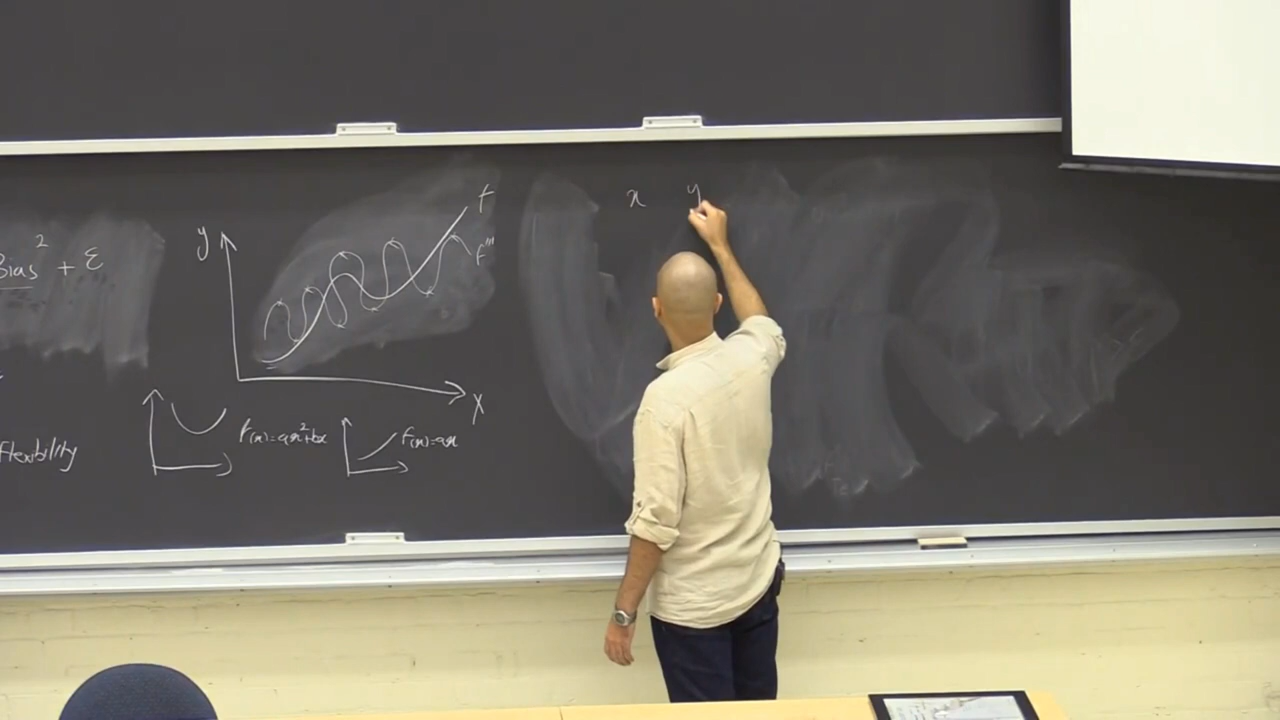 Bias² + ε
flexibility
y
f
f'''
x
f(x)=ax²+bx
f(x)=ax
x y